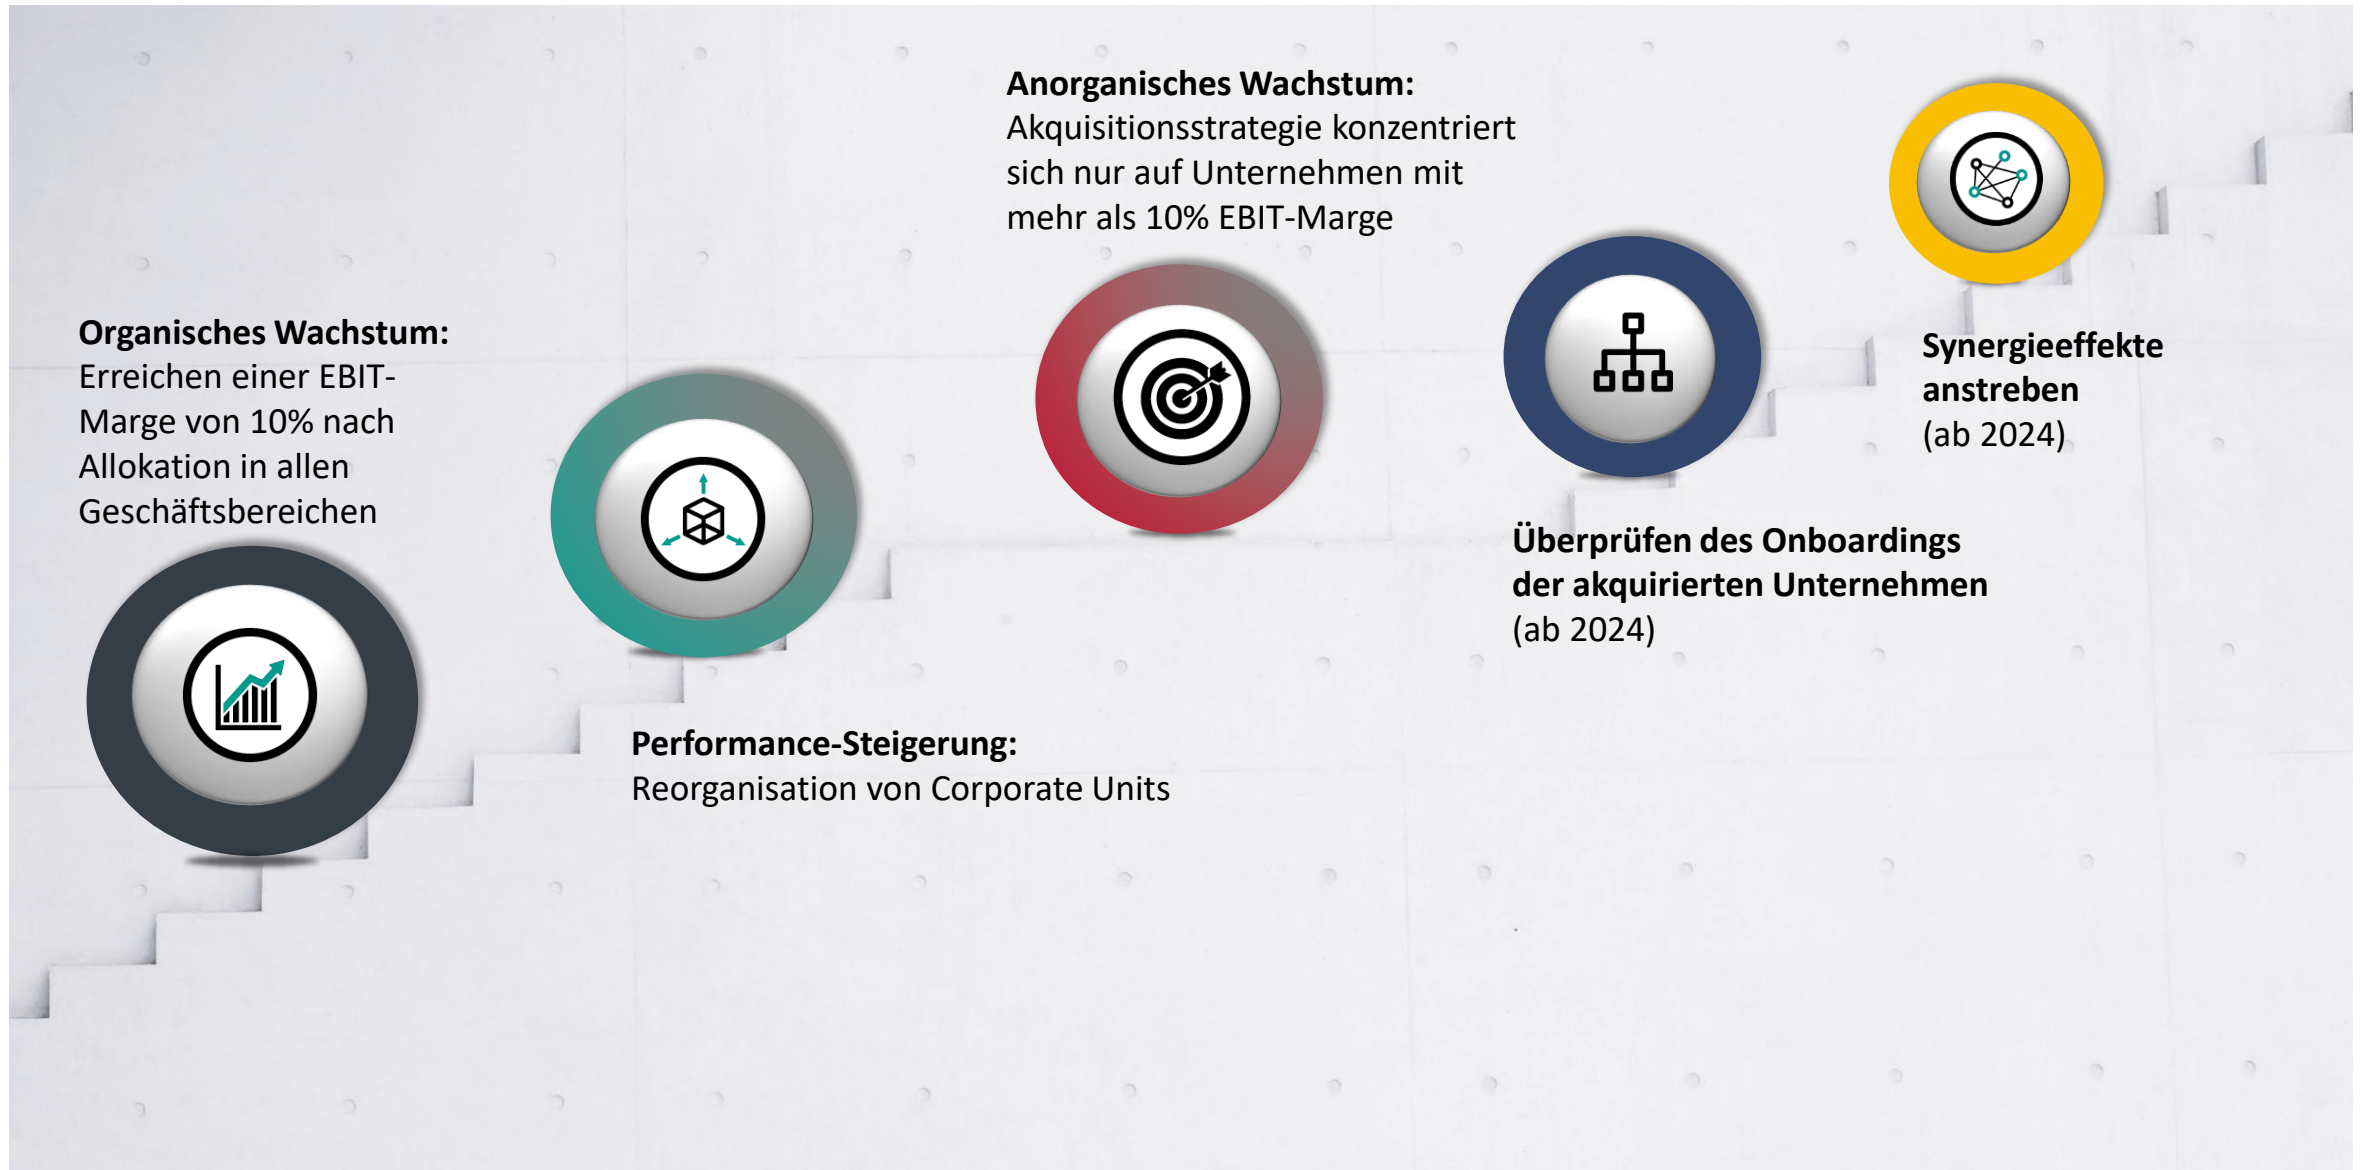 Organisches Wachstum:
Erreichen einer EBIT-
Marge von 10% nach
Allokation in allen
Geschäftsbereichen
Performance-Steigerung:
Reorganisation von Corporate Units
Anorganisches Wachstum:
Akquisitionsstrategie konzentriert
sich nur auf Unternehmen mit
mehr als 10% EBIT-Marge
Überprüfen des Onboardings
der akquirierten Unternehmen
(ab 2024)
Synergieeffekte
anstreben
(ab 2024)